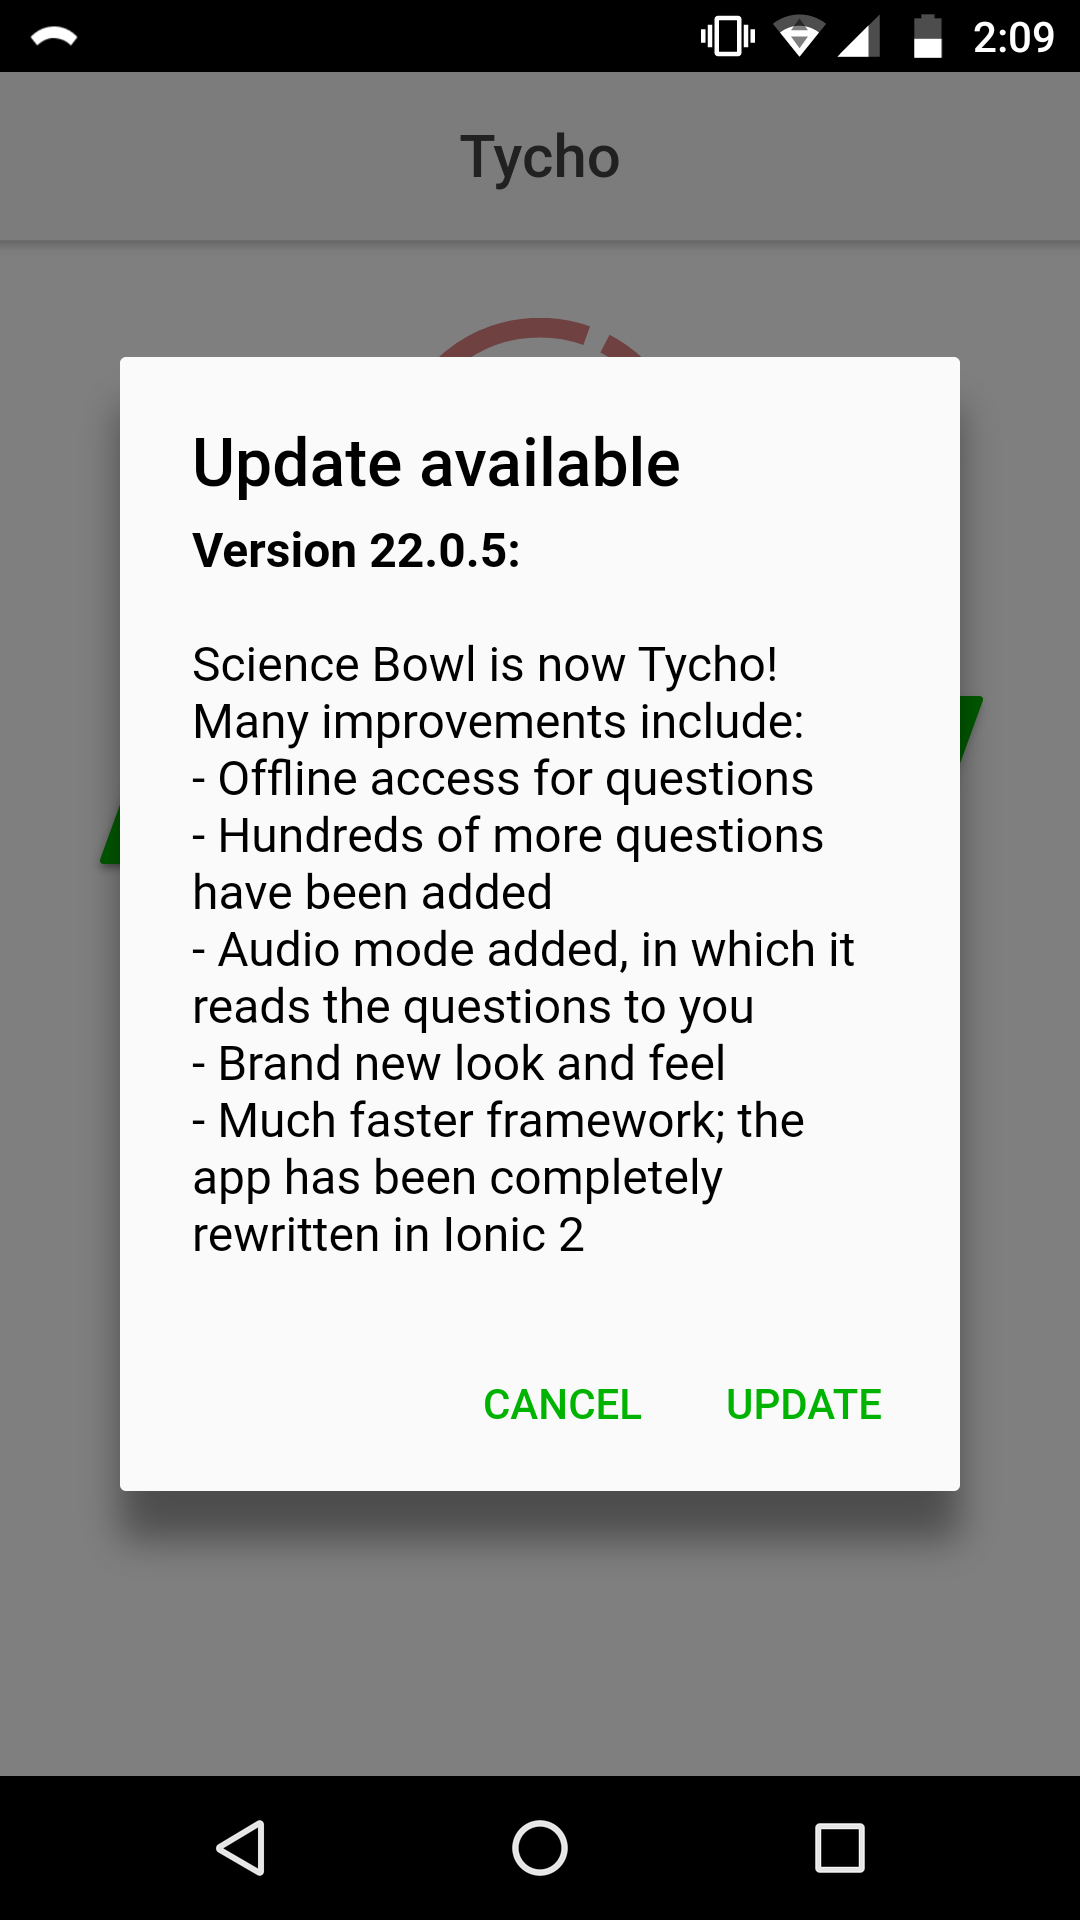 2:09
Tycho
Update available
Version 22.0.5:
Science Bowl is now Tycho!
Many improvements include:
- Offline access for questions
- Hundreds of more questions
have been added
- Audio mode added, in which it
reads the questions to you
- Brand new look and feel
- Much faster framework; the
app has been completely
rewritten in Ionic 2
CANCEL UPDATE